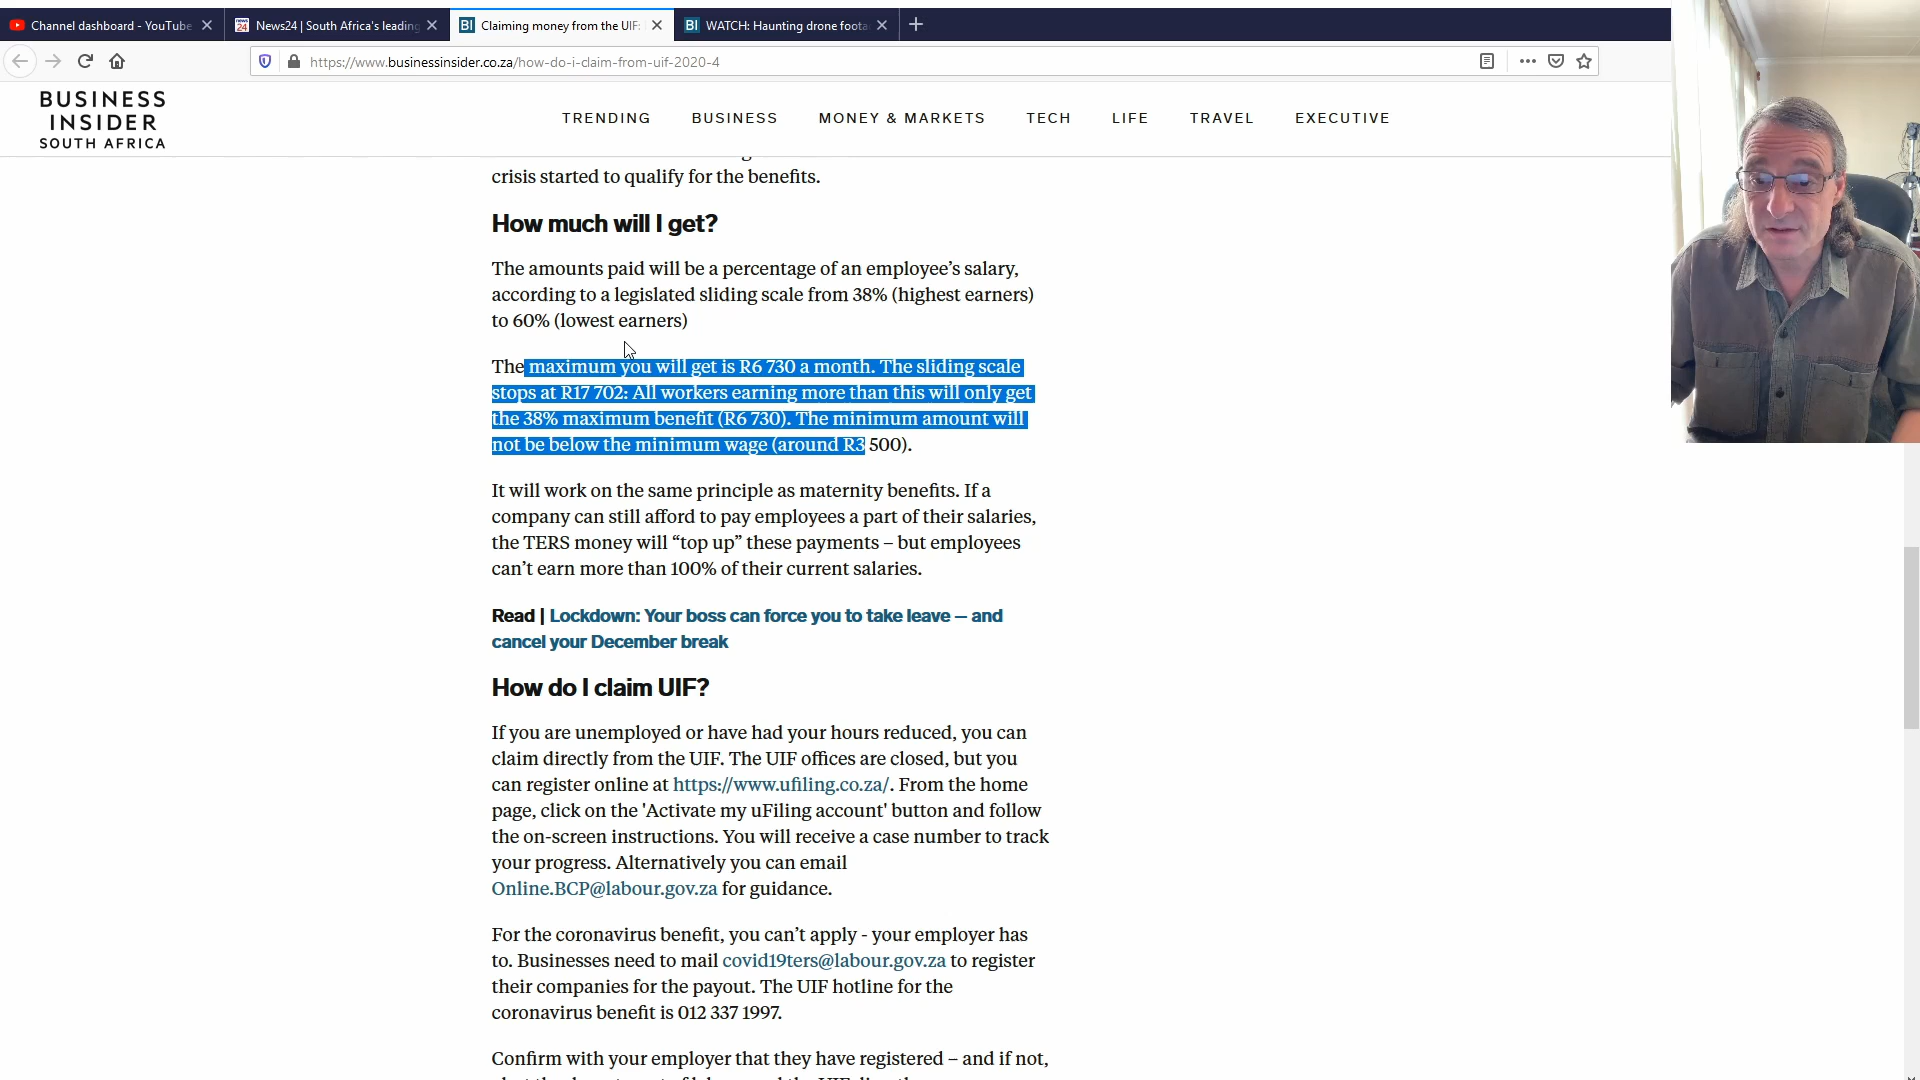 Channel dashboard - YouTube
News24 | South Africa's leading
Claiming money from the UIF:
WATCH: Haunting drone foota
https://www.businessinsider.co.za/how-do-i-claim-from-uif-2020-4
BUSINESS
INSIDER
SOUTH AFRICA
TRENDING BUSINESS MONEY & MARKETS TECH LIFE TRAVEL EXECUTIVE
crisis started to qualify for the benefits.
How much will I get?
The amounts paid will be a percentage of an employee’s salary,
according to a legislated sliding scale from 38% (highest earners)
to 60% (lowest earners)
The maximum you will get is R6 730 a month. The sliding scale
stops at R17 702: All workers earning more than this will only get
the 38% maximum benefit (R6 730). The minimum amount will
not be below the minimum wage (around R3 500).
It will work on the same principle as maternity benefits. If a
company can still afford to pay employees a part of their salaries,
the TERS money will “top up” these payments – but employees
can’t earn more than 100% of their current salaries.
Read | Lockdown: Your boss can force you to take leave – and
cancel your December break
How do I claim UIF?
If you are unemployed or have had your hours reduced, you can
claim directly from the UIF. The UIF offices are closed, but you
can register online at https://www.ufiling.co.za/. From the home
page, click on the 'Activate my uFiling account' button and follow
the on-screen instructions. You will receive a case number to track
your progress. Alternatively you can email
Online.BCP@labour.gov.za for guidance.
For the coronavirus benefit, you can’t apply - your employer has
to. Businesses need to mail covid19ters@labour.gov.za to register
their companies for the payout. The UIF hotline for the
coronavirus benefit is 012 337 1997.
Confirm with your employer that they have registered – and if not,